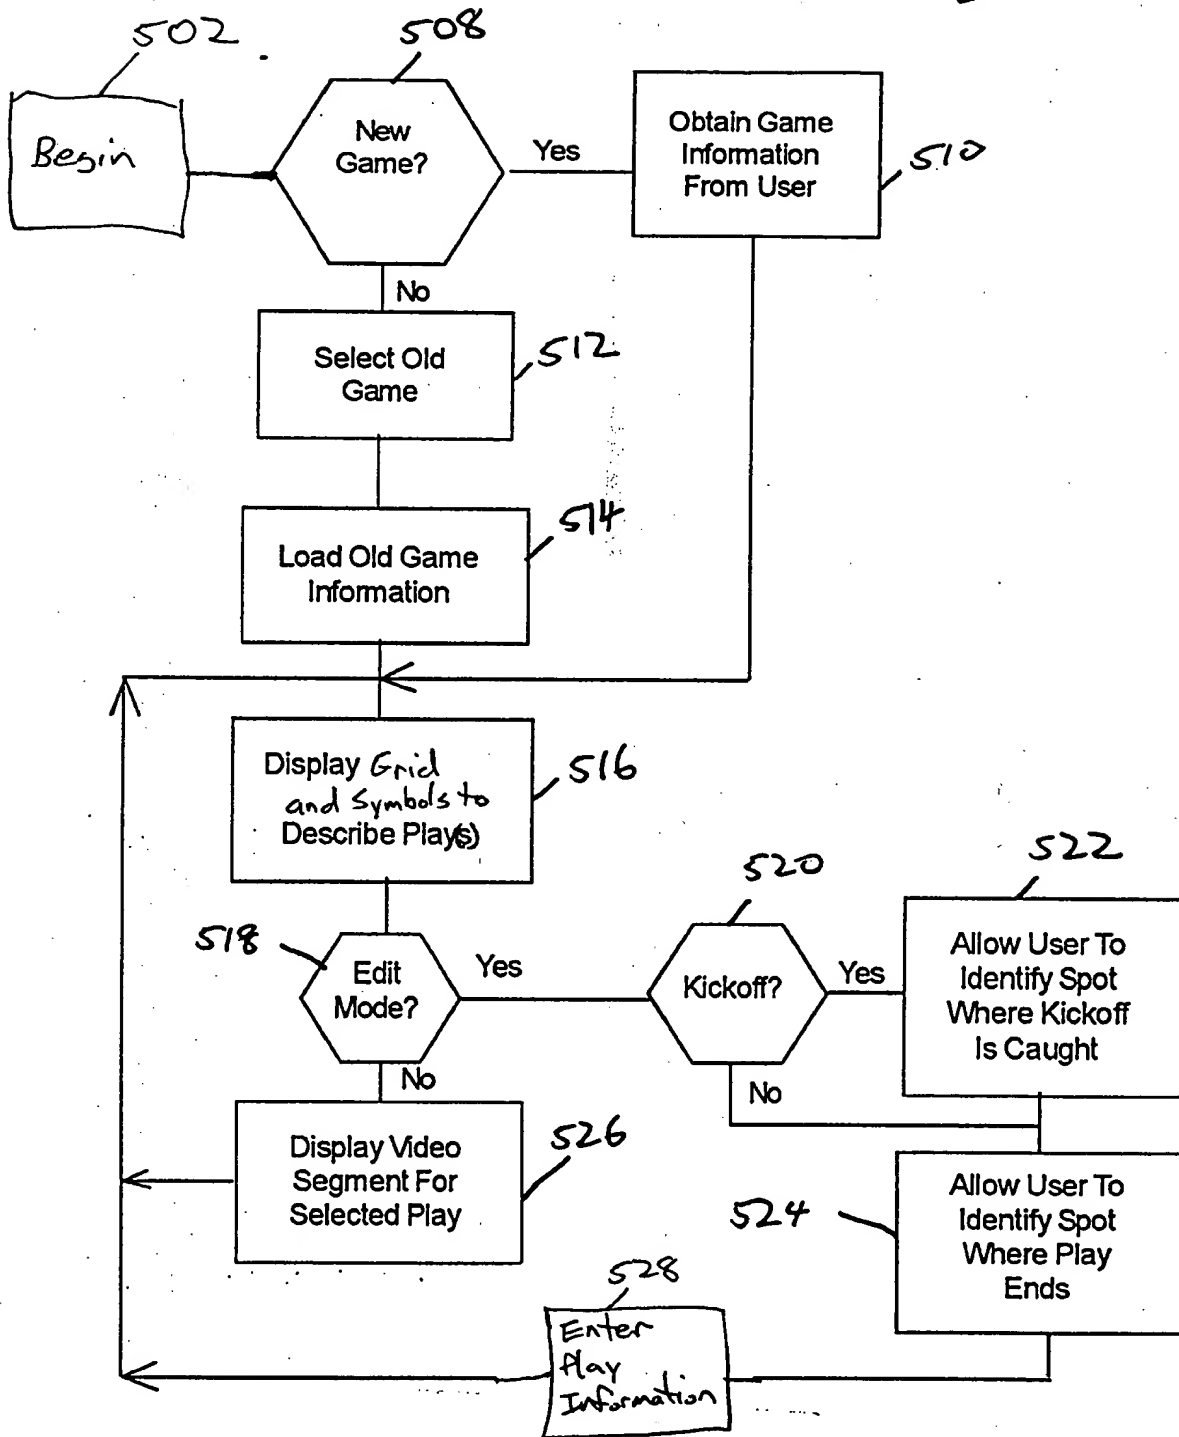 502
508
Begin
New
Game?
Yes
Obtain Game
Information
From User
510
No
Select Old
Game
512
Load Old Game
Information
514
Display Grid
and Symbols to
Describe Play(s)
516
518
Edit
Mode?
Yes
520
Kickoff?
Yes
522
Allow User To
Identify Spot
Where Kickoff
Is Caught
No
No
Display Video
Segment For
Selected Play
526
524
Allow User To
Identify Spot
Where Play
Ends
528
Enter
Play
Information